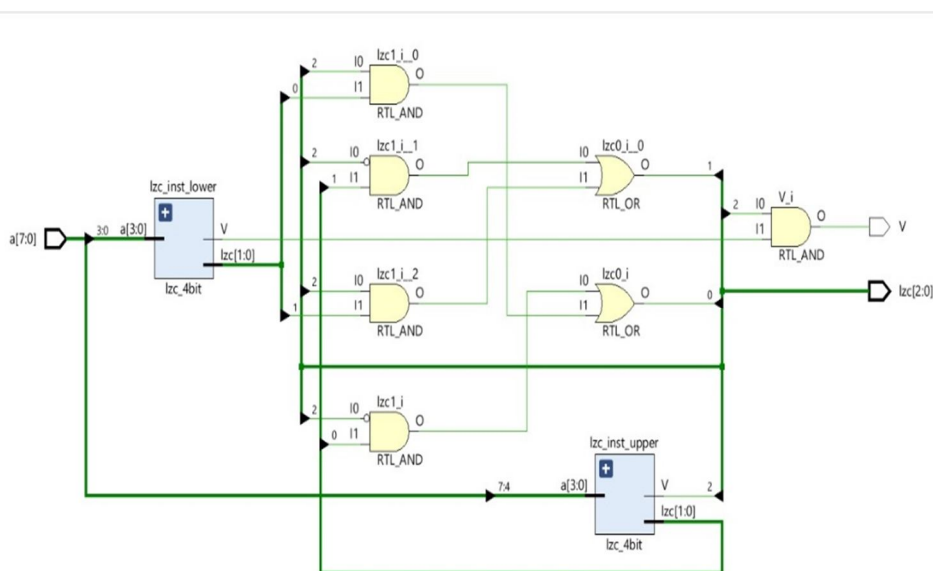 lzc1_i__0
2 I0 O
0 I1
RTL_AND
lzc1_i__1
2 I0 O
1 I1
RTL_AND
lzc0_i__0
I0 O 1
I1
RTL_OR
V_i
2 I0 O V
I1
RTL_AND
lzc_inst_lower
a[7:0] 3:0 a[3:0] V
lzc[1:0]
lzc_4bit
lzc1_i__2
2 I0 O
1 I1
RTL_AND
lzc0_i
I0 O 0
I1
RTL_OR
lzc[2:0]
lzc1_i
2 I0 O
0 I1
RTL_AND
lzc_inst_upper
7:4 a[3:0] V 2
lzc[1:0]
lzc_4bit